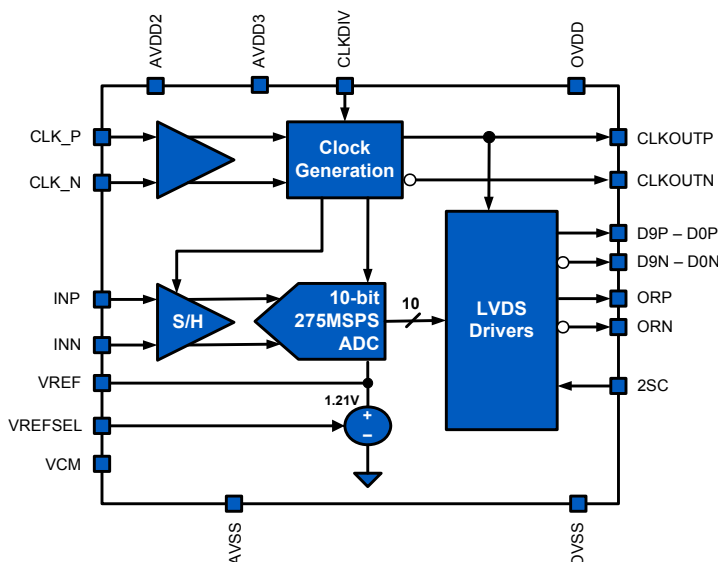 AVDD2
AVDD3
CLKDIV
OVDD
CLK_P
CLK_N
Clock
Generation
CLKOUTP
CLKOUTN
D9P – D0P
D9N – D0N
ORP
ORN
2SC
INP
INN
VREF
VREFSEL
VCM
S/H
10-bit
275MSPS
ADC
10
LVDS
Drivers
1.21V
+
–
AVSS
OVSS